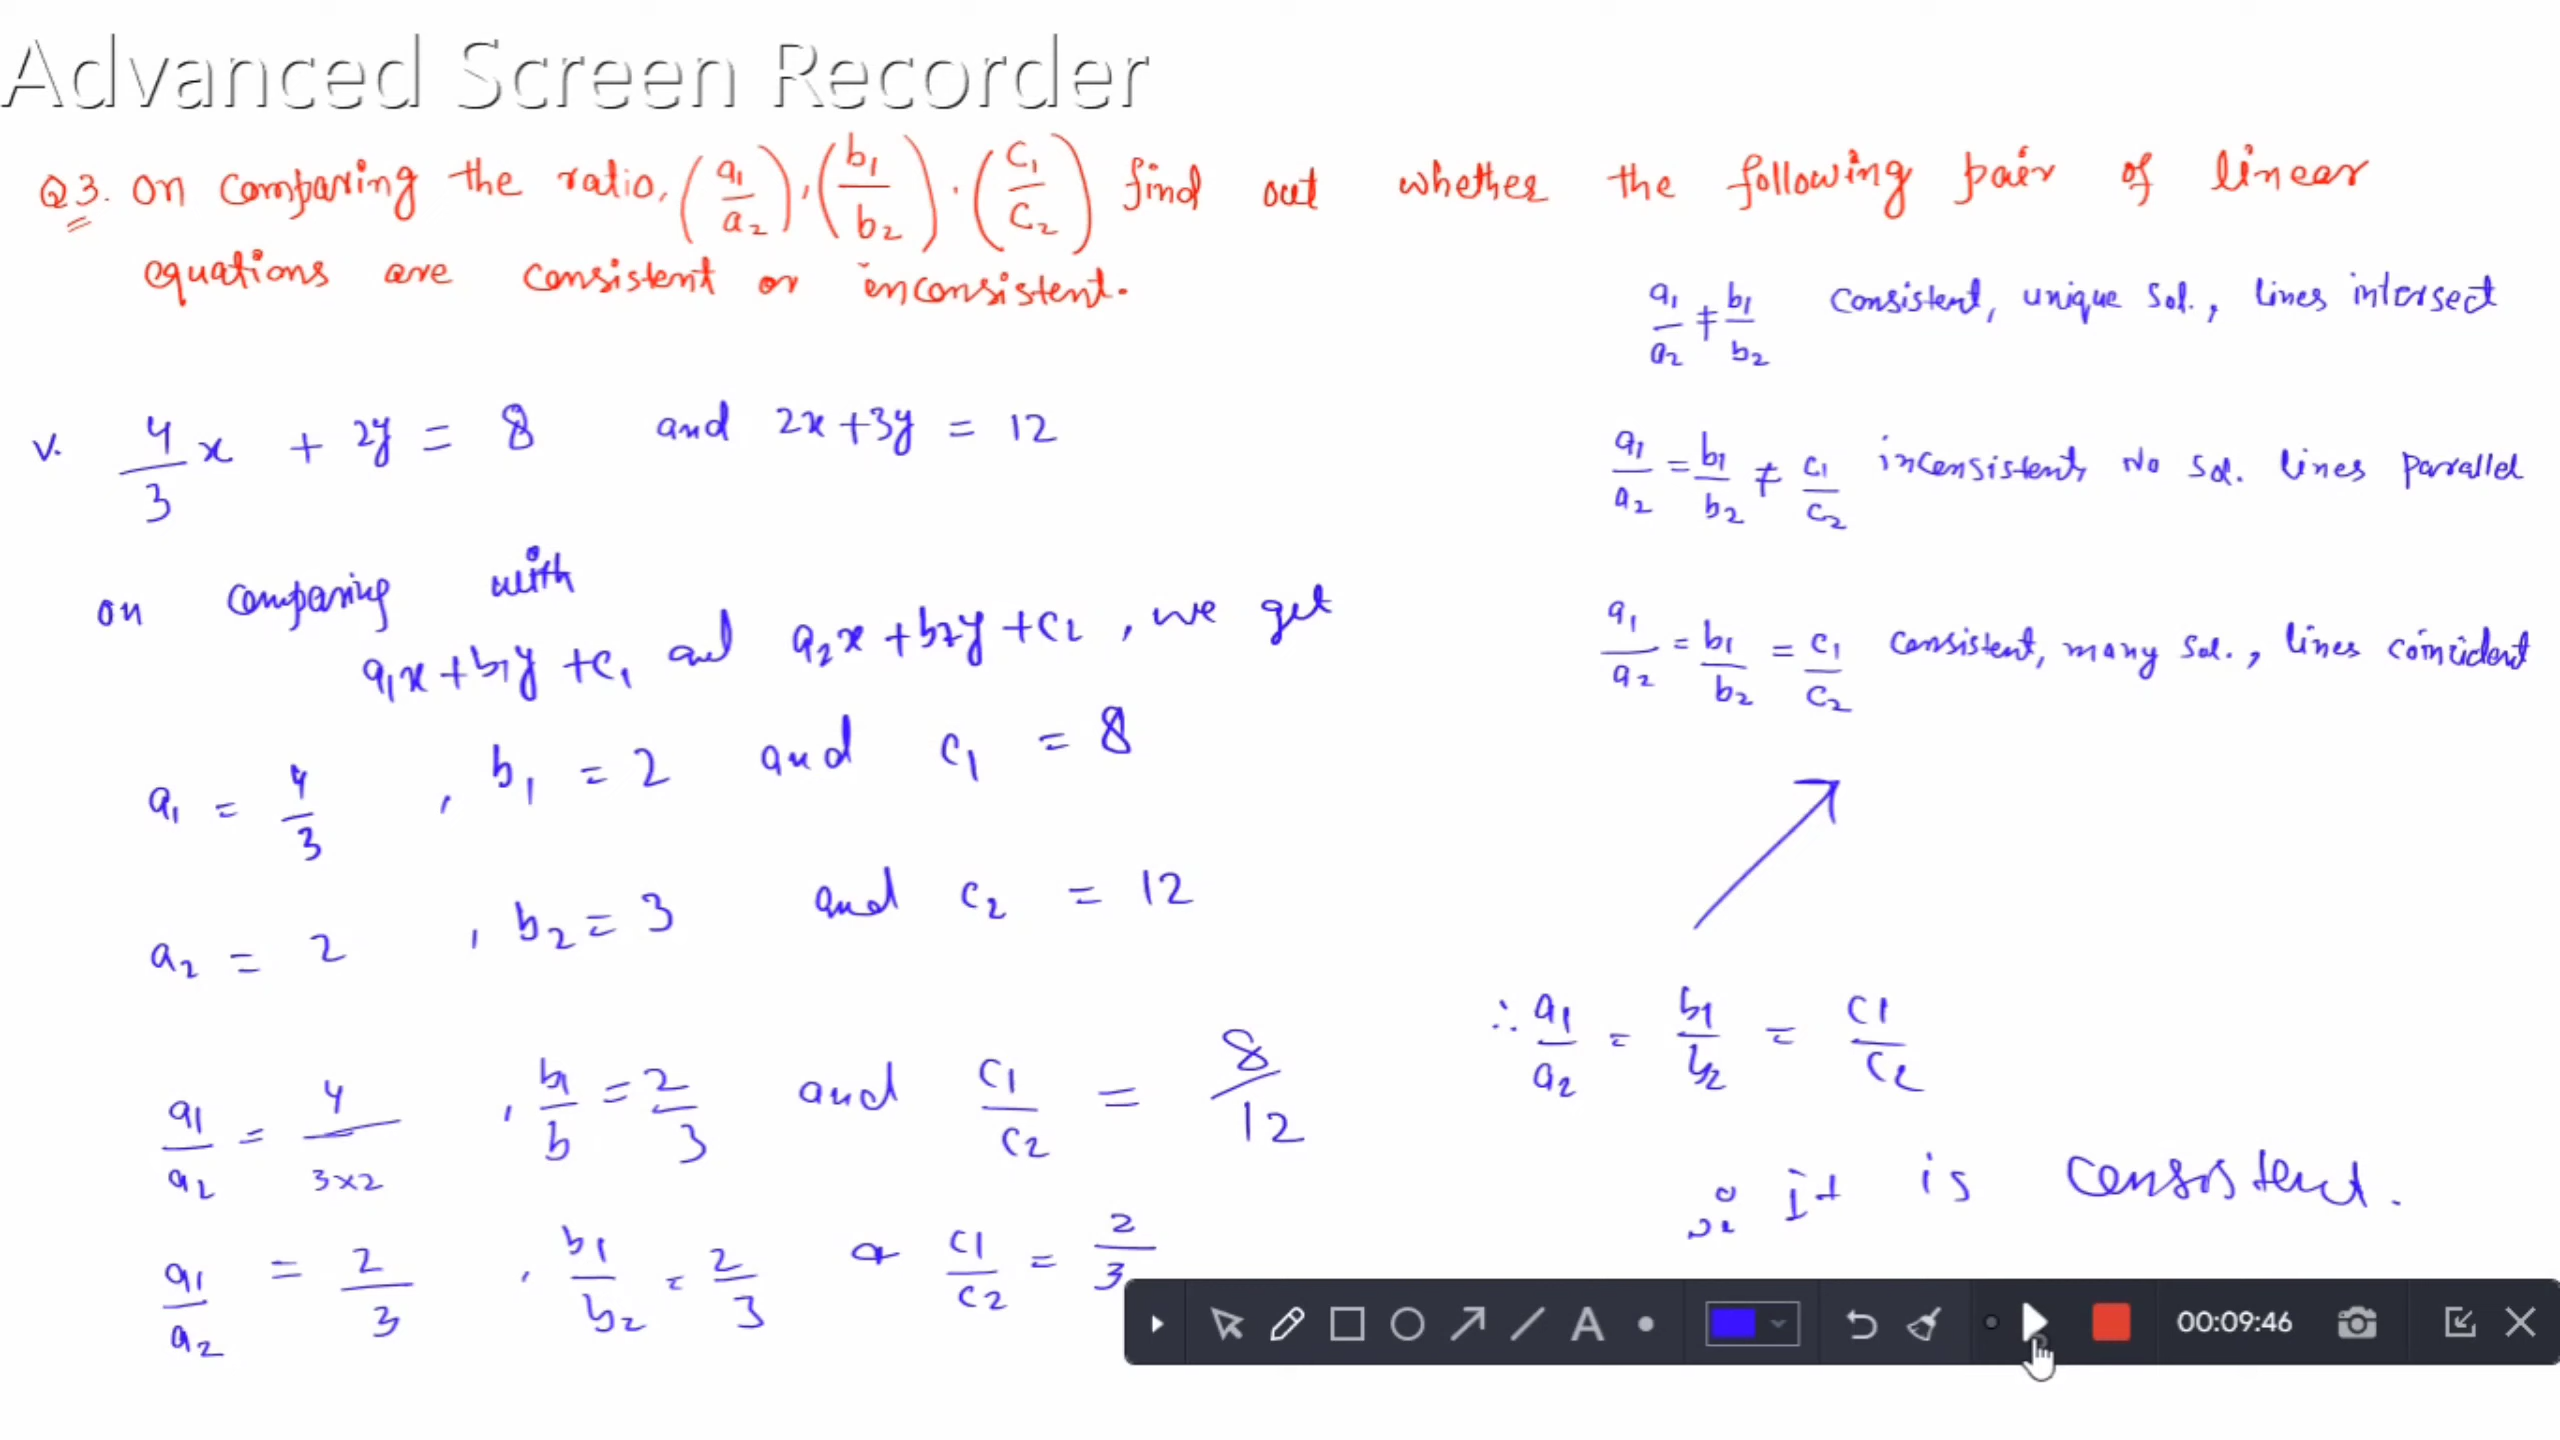 Advanced Screen Recorder
Q3. On comparing the ratio, (a₁/a₂), (b₁/b₂), (c₁/c₂) find out whether the following pair of linear
equations are consistent or inconsistent.
a₁/a₂ ≠ b₁/b₂ Consistent, unique sol., lines intersect
v. 4/3 x + 2y = 8 and 2x+3y = 12
a₁/a₂ = b₁/b₂ ≠ c₁/c₂ inconsistent, No sol. lines parallel
on comparing with
a₁x+b₁y+c₁ and a₂x+b₂y+c₂, we get
a₁/a₂ = b₁/b₂ = c₁/c₂ Consistent, many sol., lines coincident
a₁ = 4/3, b₁ = 2 and c₁ = 8
a₂ = 2, b₂ = 3 and c₂ = 12
∴ a₁/a₂ = b₁/b₂ = c₁/c₂
a₁/a₂ = 4/3×2, b₁/b = 2/3 and c₁/c₂ = 8/12
it is consistent.
a₁/a₂ = 2/3, b₁/b₂ = 2/3 & c₁/c₂ = 2/3
A 00:09:46